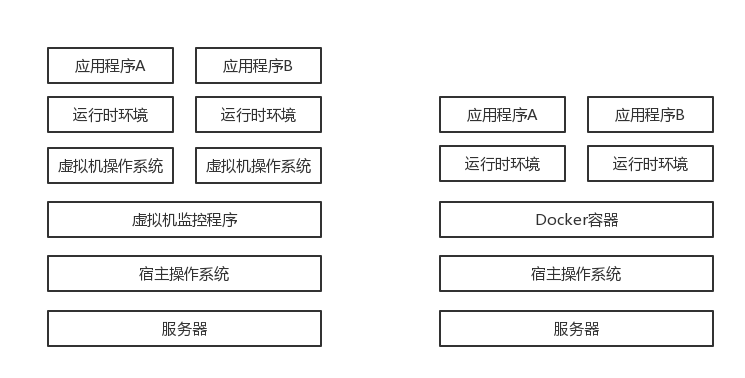 应用程序A
应用程序B
运行时环境
运行时环境
虚拟机操作系统
虚拟机操作系统
虚拟机监控程序
宿主操作系统
服务器
应用程序A
应用程序B
运行时环境
运行时环境
Docker容器
宿主操作系统
服务器